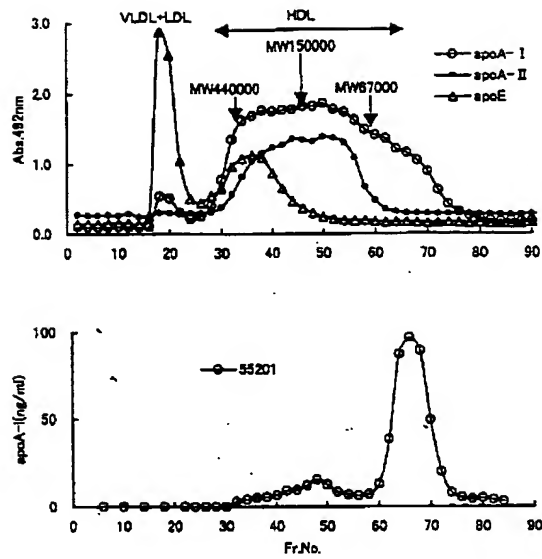 VLDL+LDL
HDL
MW150000
MW440000
MW67000
apoA-I
apoA-II
apoE
Abs.492nm
3.0
2.0
1.0
0.0
0 10 20 30 40 50 60 70 80 90
55201
apoA-I(ng/ml)
100
50
0
0 10 20 30 40 50 60 70 80 90
Fr.No.